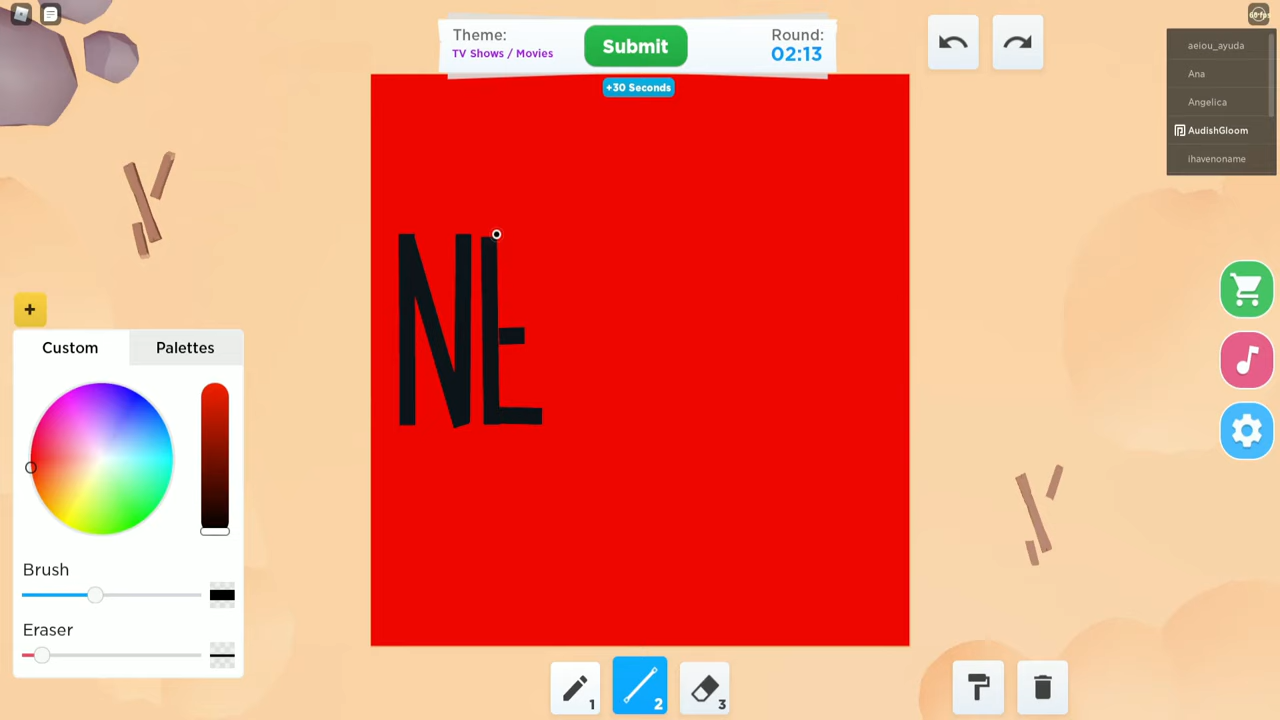 Theme:
TV Shows / Movies
Submit
Round:
02:13
+30 Seconds
aeiou_ayuda
Ana
Angelica
AudishGloom
ihavenoname
NE
+
Custom
Palettes
Brush
Eraser
1
2
3